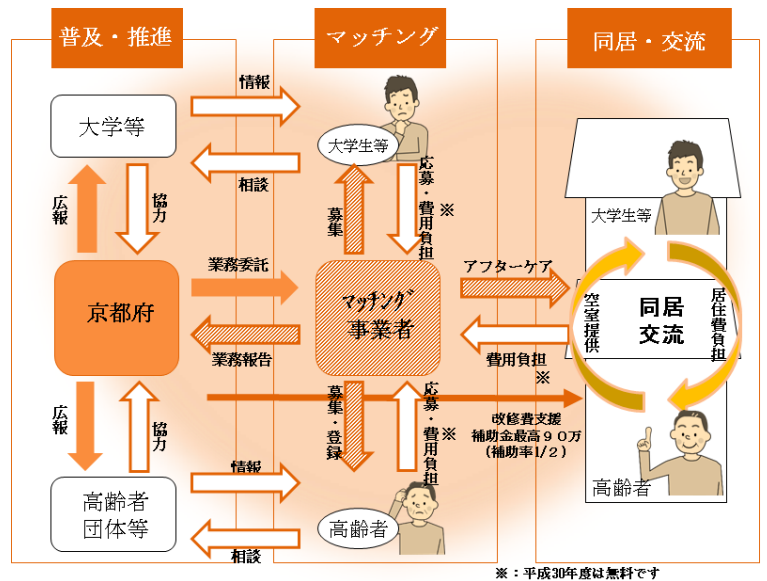 普及・推進
マッチング
同居・交流
大学等
情報
相談
大学生等
広報
協力
募集
応募・費用負担
※
大学生等
京都府
業務委託
業務報告
ﾏｯﾁﾝｸﾞ
事業者
アフターケア
費用負担
※
空室提供
同居
交流
居住費負担
広報
協力
募集・登録
応募・費用負担
※
改修費支援
補助金最高９０万
(補助率1/２)
高齢者
団体等
情報
相談
高齢者
高齢者
※：平成30年度は無料です